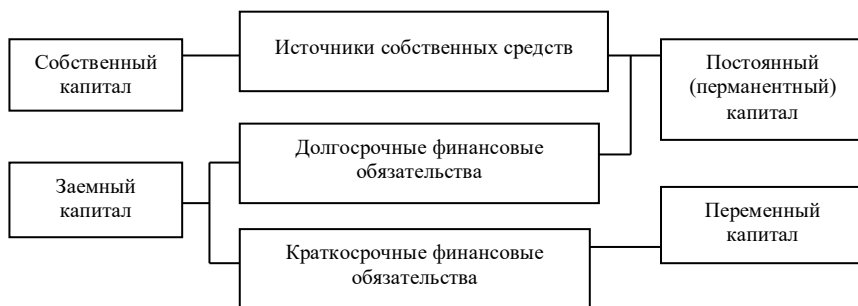 Собственный
капитал
Источники собственных средств
Постоянный
(перманентный)
капитал
Заемный
капитал
Долгосрочные финансовые
обязательства
Краткосрочные финансовые
обязательства
Переменный
капитал